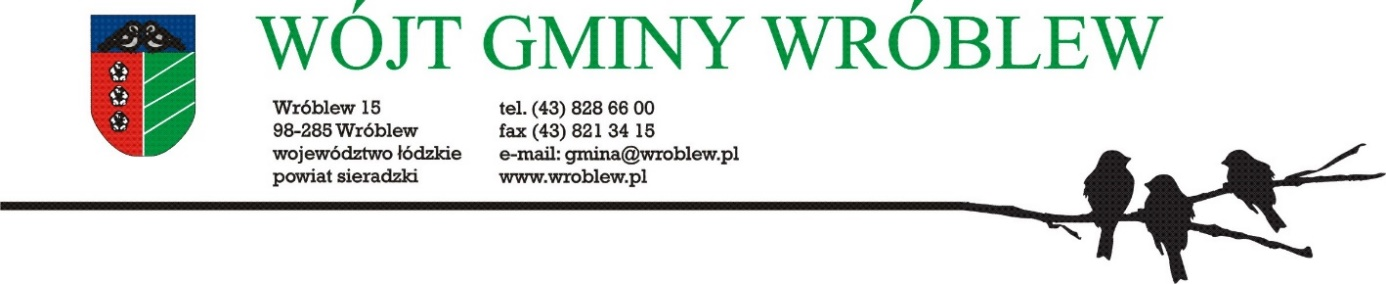 WÓJT GMINY WRÓBLEW
Wróblew 15
98-285 Wróblew
województwo łódzkie
powiat sieradzki
tel. (43) 828 66 00
fax (43) 821 34 15
e-mail: gmina@wroblew.pl
www.wroblew.pl